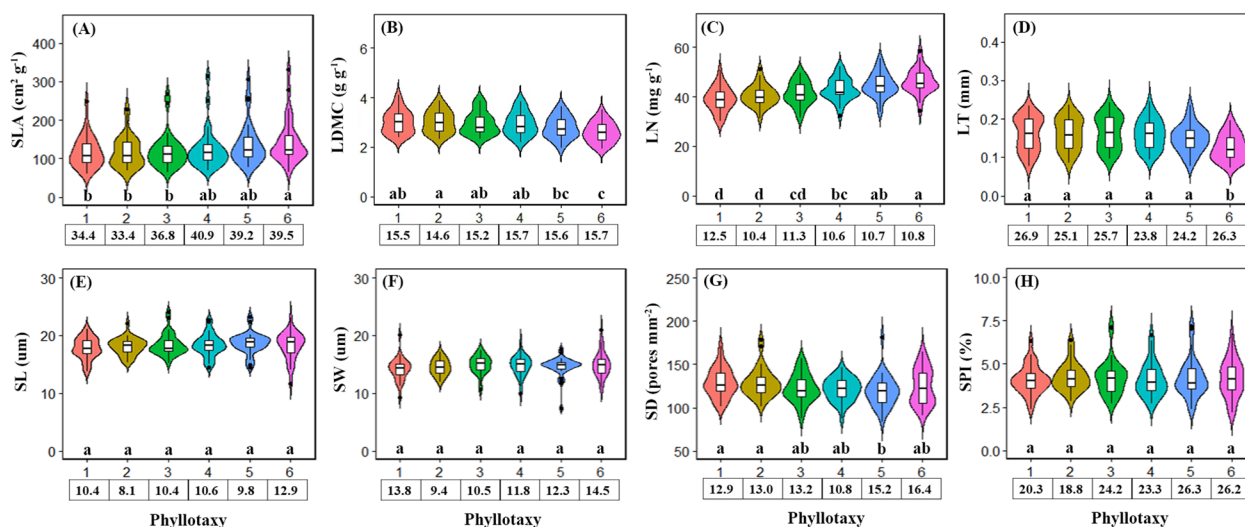 (A)
SLA (cm² g⁻¹)
400
300
200
100
0
b b b ab ab a
1 2 3 4 5 6
34.4 33.4 36.8 40.9 39.2 39.5
(B)
LDMC (g g⁻¹)
6
4
2
0
ab a ab ab bc c
1 2 3 4 5 6
15.5 14.6 15.2 15.7 15.6 15.7
(C)
LN (mg g⁻¹)
60
40
20
0
d d cd bc ab a
1 2 3 4 5 6
12.5 10.4 11.3 10.6 10.7 10.8
(D)
LT (mm)
0.4
0.3
0.2
0.1
0.0
a a a a a b
1 2 3 4 5 6
26.9 25.1 25.7 23.8 24.2 26.3
(E)
SL (um)
30
20
10
0
a a a a a a
1 2 3 4 5 6
10.4 8.1 10.4 10.6 9.8 12.9
Phyllotaxy
(F)
SW (um)
30
20
10
0
a a a a a a
1 2 3 4 5 6
13.8 9.4 10.5 11.8 12.3 14.5
Phyllotaxy
(G)
SD (pores mm⁻²)
250
200
150
100
50
a a ab ab b ab
1 2 3 4 5 6
12.9 13.0 13.2 10.8 15.2 16.4
Phyllotaxy
(H)
SPI (%)
10.0
7.5
5.0
2.5
0.0
a a a a a a
1 2 3 4 5 6
20.3 18.8 24.2 23.3 26.3 26.2
Phyllotaxy